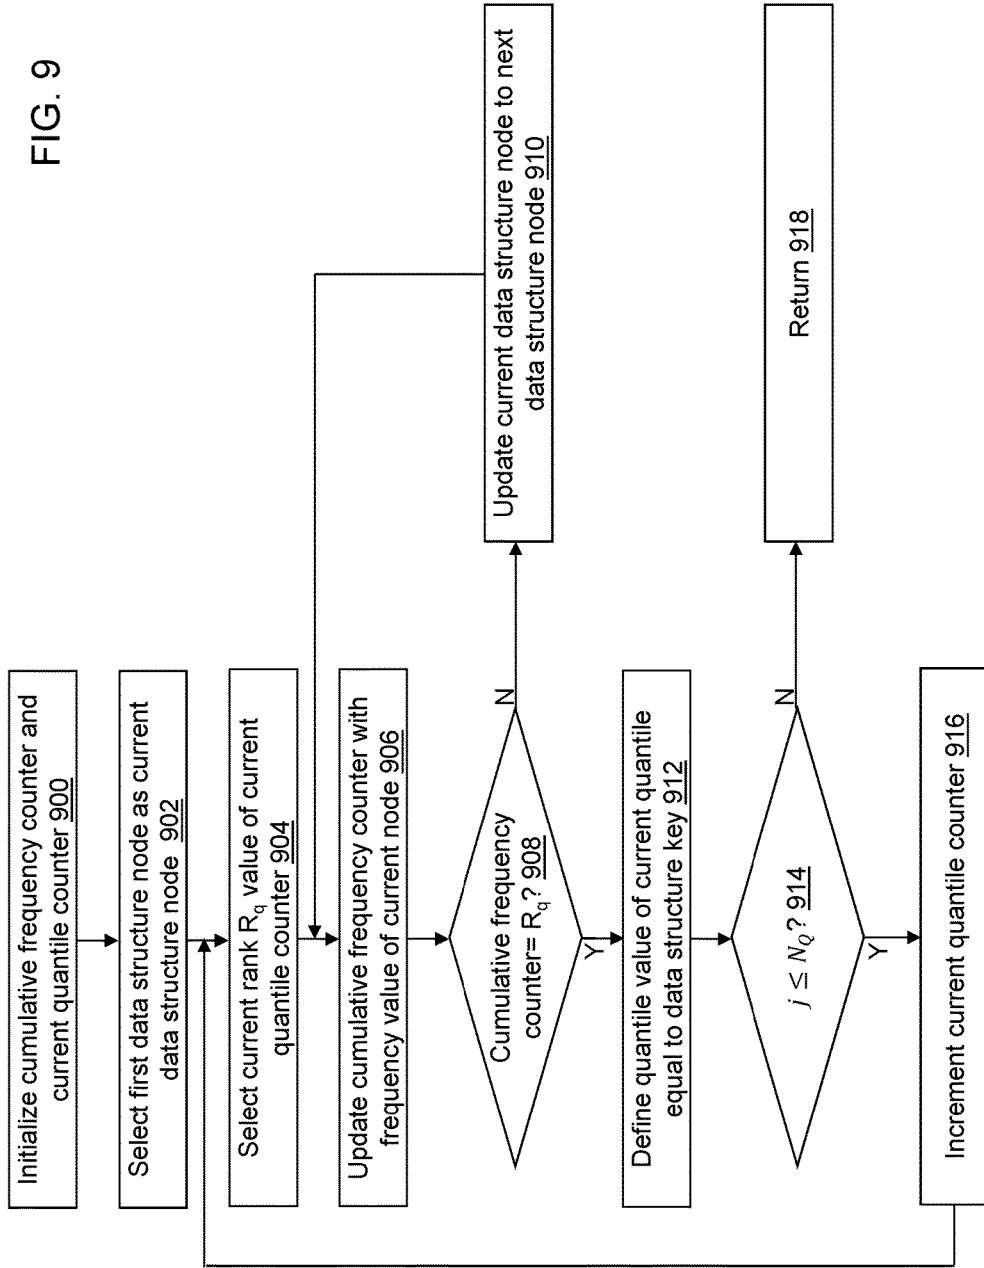 FIG. 9
Initialize cumulative frequency counter and
current quantile counter 900
Select first data structure node as current
data structure node 902
Select current rank Rq value of current
quantile counter 904
Update cumulative frequency counter with
frequency value of current node 906
Cumulative frequency
counter= Rq? 908
N
Y
Update current data structure node to next
data structure node 910
Define quantile value of current quantile
equal to data structure key 912
j ≤ NQ? 914
N
Y
Return 918
Increment current quantile counter 916